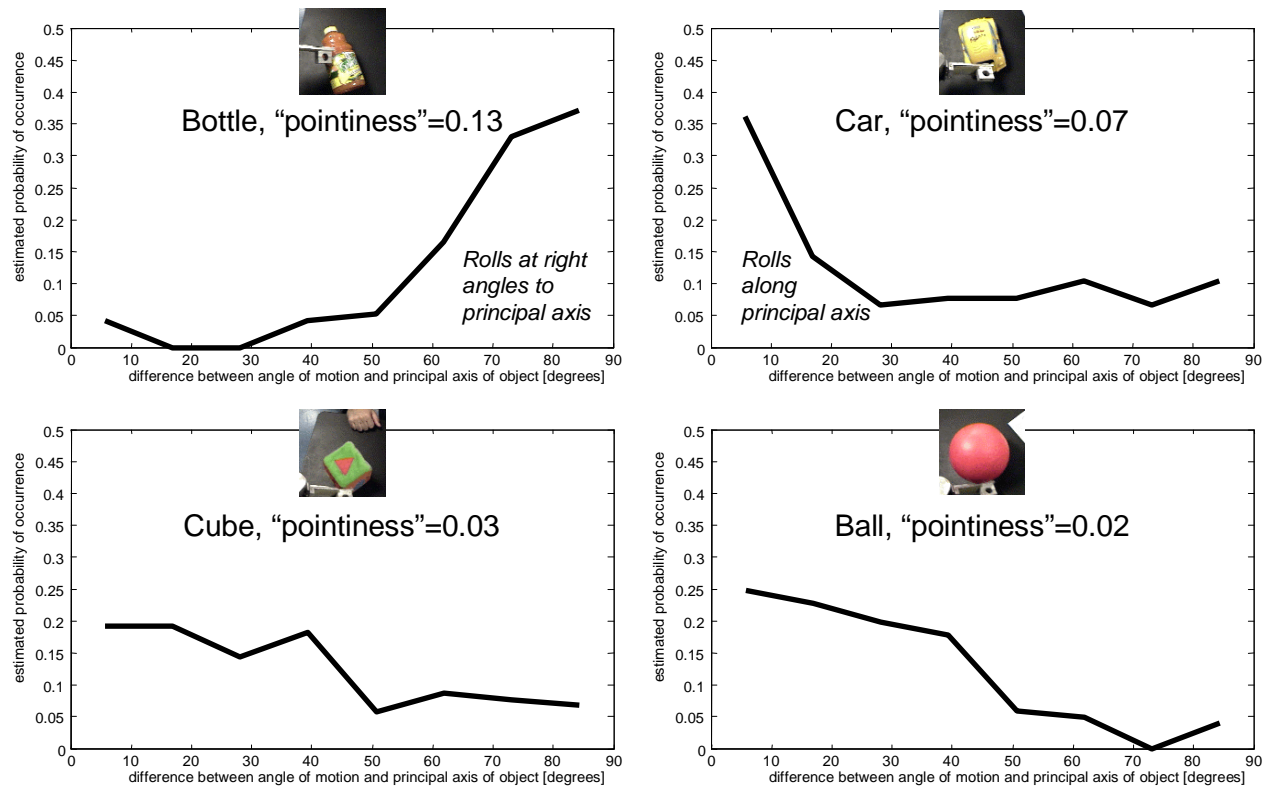 0.5
0.45
0.4
0.35
0.3
0.25
0.2
0.15
0.1
0.05
0
estimated probability of occurrence
Bottle, “pointiness”=0.13
Rolls at right
angles to
principal axis
0 10 20 30 40 50 60 70 80 90
difference between angle of motion and principal axis of object [degrees]
0.5
0.45
0.4
0.35
0.3
0.25
0.2
0.15
0.1
0.05
0
estimated probability of occurrence
Car, “pointiness”=0.07
Rolls
along
principal axis
0 10 20 30 40 50 60 70 80 90
difference between angle of motion and principal axis of object [degrees]
0.5
0.45
0.4
0.35
0.3
0.25
0.2
0.15
0.1
0.05
0
estimated probability of occurrence
Cube, “pointiness”=0.03
0 10 20 30 40 50 60 70 80 90
difference between angle of motion and principal axis of object [degrees]
0.5
0.45
0.4
0.35
0.3
0.25
0.2
0.15
0.1
0.05
0
estimated probability of occurrence
Ball, “pointiness”=0.02
0 10 20 30 40 50 60 70 80 90
difference between angle of motion and principal axis of object [degrees]